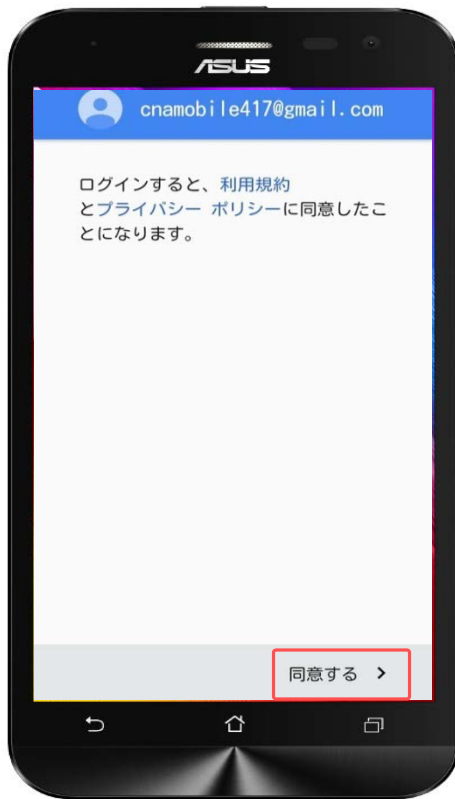 ASUS
cnamobile417@gmail.com
ログインすると、利用規約
とプライバシー ポリシーに同意したこ
とになります。
同意する >